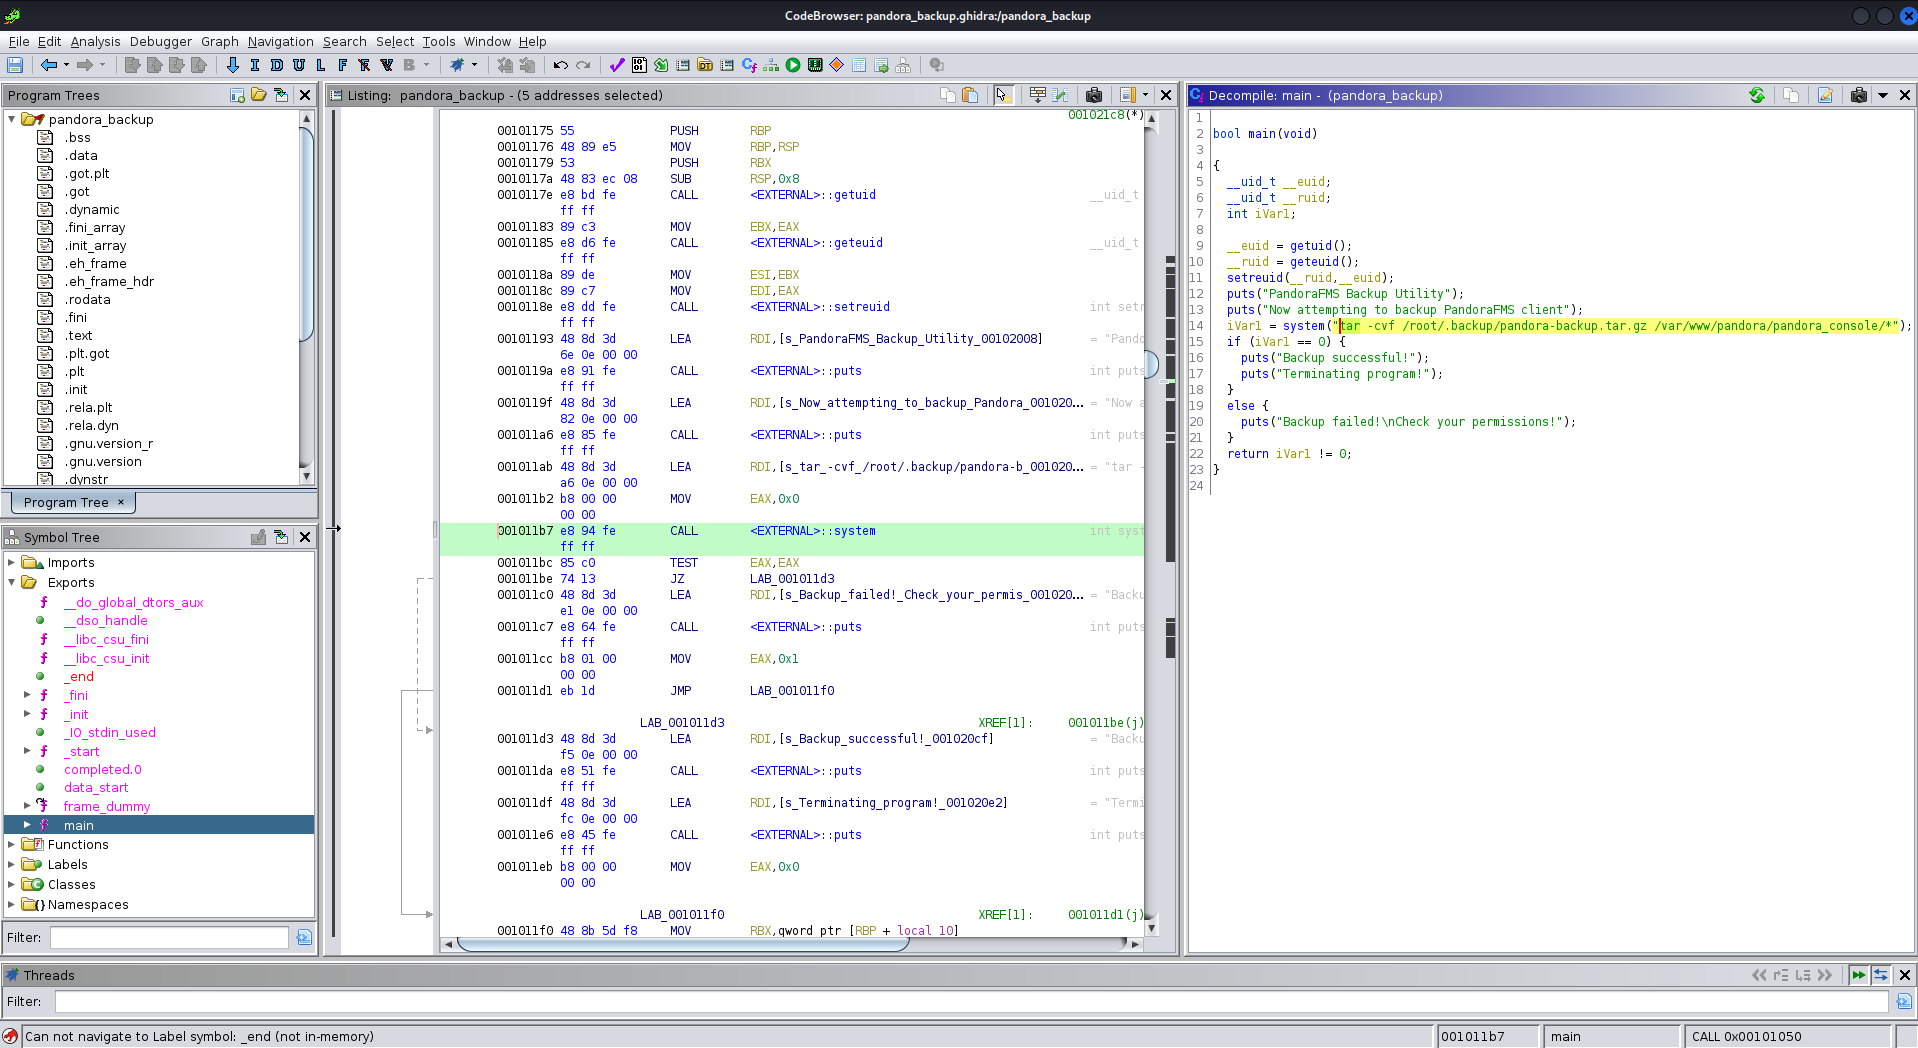 CodeBrowser: pandora_backup.ghidra:/pandora_backup
File Edit Analysis Debugger Graph Navigation Search Select Tools Window Help
I D U L F B
Program Trees
pandora_backup
.bss
.data
.got.plt
.got
.dynamic
.fini_array
.init_array
.eh_frame
.eh_frame_hdr
.rodata
.fini
.text
.plt.got
.plt
.init
.rela.plt
.rela.dyn
.gnu.version_r
.gnu.version
.dynstr
Program Tree ×
Symbol Tree
Imports
Exports
__do_global_dtors_aux
__dso_handle
__libc_csu_fini
__libc_csu_init
_end
_fini
_init
_IO_stdin_used
_start
completed.0
data_start
frame_dummy
main
Functions
Labels
Classes
Namespaces
Filter:
Listing: pandora_backup - (5 addresses selected)
001021c8(*)
00101175 55 PUSH RBP
00101176 48 89 e5 MOV RBP,RSP
00101179 53 PUSH RBX
0010117a 48 83 ec 08 SUB RSP,0x8
0010117e e8 bd fe CALL <EXTERNAL>::getuid __uid_t
ff ff
00101183 89 c3 MOV EBX,EAX
00101185 e8 d6 fe CALL <EXTERNAL>::geteuid __uid_t
ff ff
0010118a 89 de MOV ESI,EBX
0010118c 89 c7 MOV EDI,EAX
0010118e e8 dd fe CALL <EXTERNAL>::setreuid int setr
ff ff
00101193 48 8d 3d LEA RDI,[s_PandoraFMS_Backup_Utility_00102008] = "Pando
6e 0e 00 00
0010119a e8 91 fe CALL <EXTERNAL>::puts int puts
ff ff
0010119f 48 8d 3d LEA RDI,[s_Now_attempting_to_backup_Pandora_001020... = "Now a
82 0e 00 00
001011a6 e8 85 fe CALL <EXTERNAL>::puts int puts
ff ff
001011ab 48 8d 3d LEA RDI,[s_tar_-cvf_/root/.backup/pandora-b_001020... = "tar -
a6 0e 00 00
001011b2 b8 00 00 MOV EAX,0x0
00 00
001011b7 e8 94 fe CALL <EXTERNAL>::system int syst
ff ff
001011bc 85 c0 TEST EAX,EAX
001011be 74 13 JZ LAB_001011d3
001011c0 48 8d 3d LEA RDI,[s_Backup_failed!_Check_your_permis_001020... = "Backu
e1 0e 00 00
001011c7 e8 64 fe CALL <EXTERNAL>::puts int puts
ff ff
001011cc b8 01 00 MOV EAX,0x1
00 00
001011d1 eb 1d JMP LAB_001011f0
LAB_001011d3 XREF[1]: 001011be(j)
001011d3 48 8d 3d LEA RDI,[s_Backup_successful!_001020cf] = "Backu
f5 0e 00 00
001011da e8 51 fe CALL <EXTERNAL>::puts int puts
ff ff
001011df 48 8d 3d LEA RDI,[s_Terminating_program!_001020e2] = "Termi
fc 0e 00 00
001011e6 e8 45 fe CALL <EXTERNAL>::puts int puts
ff ff
001011eb b8 00 00 MOV EAX,0x0
00 00
LAB_001011f0 XREF[1]: 001011d1(j)
001011f0 48 8b 5d f8 MOV RBX,qword ptr [RBP + local_10]
Decompile: main - (pandora_backup)
1
2 bool main(void)
3
4 {
5 __uid_t __euid;
6 __uid_t __ruid;
7 int iVar1;
8
9 __euid = getuid();
10 __ruid = geteuid();
11 setreuid(__ruid,__euid);
12 puts("PandoraFMS Backup Utility");
13 puts("Now attempting to backup PandoraFMS client");
14 iVar1 = system("tar -cvf /root/.backup/pandora-backup.tar.gz /var/www/pandora/pandora_console/*");
15 if (iVar1 == 0) {
16 puts("Backup successful!");
17 puts("Terminating program!");
18 }
19 else {
20 puts("Backup failed!\nCheck your permissions!");
21 }
22 return iVar1 != 0;
23 }
24
Threads
Filter:
Can not navigate to Label symbol: _end (not in-memory)
001011b7
main
CALL 0x00101050